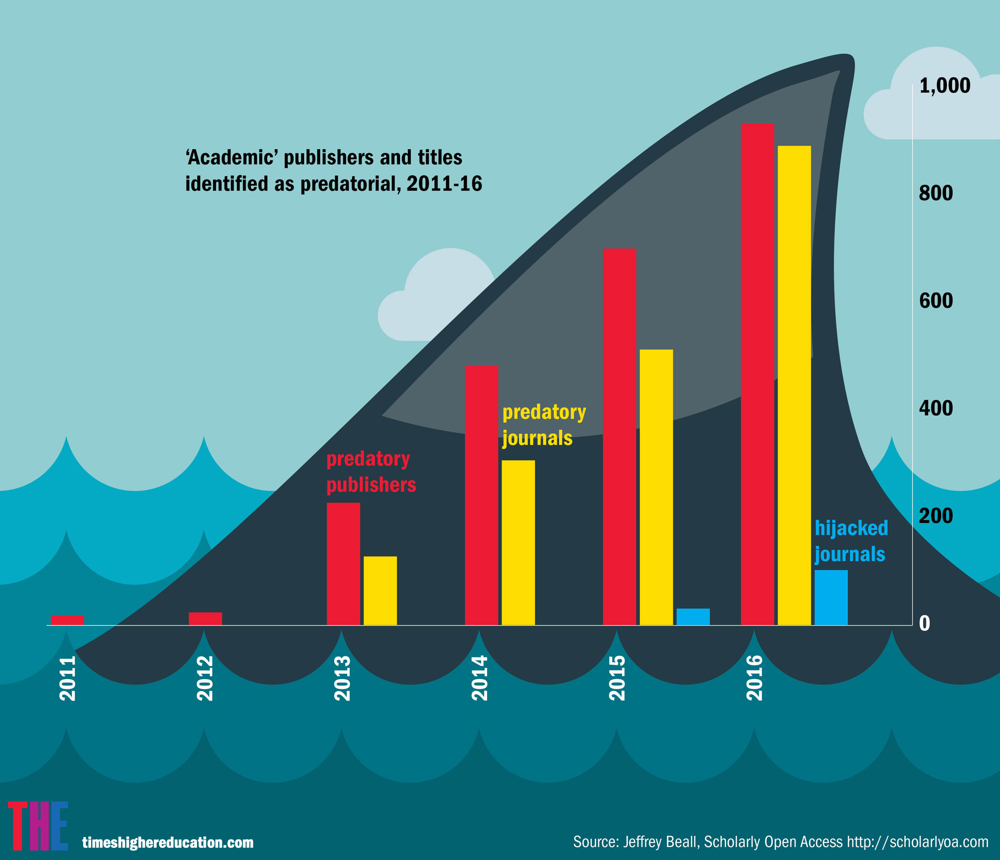 ‘Academic’ publishers and titles
identified as predatorial, 2011-16
1,000
800
600
400
200
0
predatory
publishers
predatory
journals
hijacked
journals
2011
2012
2013
2014
2015
2016
THE
timeshighereducation.com
Source: Jeffrey Beall, Scholarly Open Access http://scholarlyoa.com